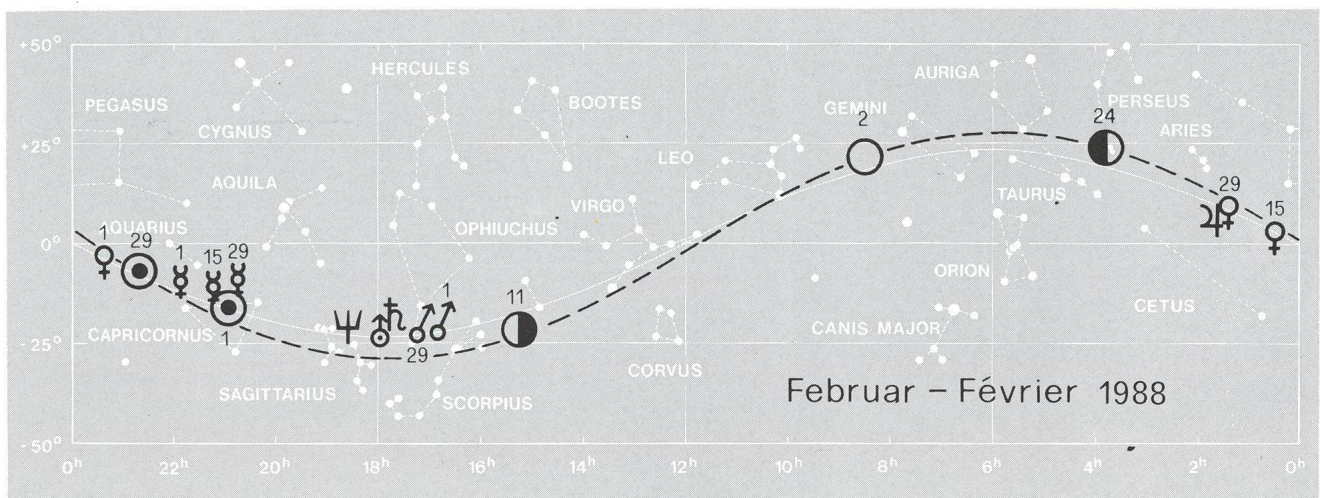 +50°
HERCULES
AURIGA
PEGASUS
BOOTES
GEMINI
PERSEUS
2
24
CYGNUS
ARIES
+25°
LEO
AQUILA
TAURUS
29
VIRGO
15
AQUARIUS
OPHIUCHUS
1
29
1
15
29
0°
ORION
1
11
CETUS
CAPRICORNUS
1
CANIS MAJOR
-25°
29
CORVUS
SAGITTARIUS
SCORPIUS
Februar – Février 1988
-50°
0h 22h 20h 18h 16h 14h 12h 10h 8h 6h 4h 2h 0h